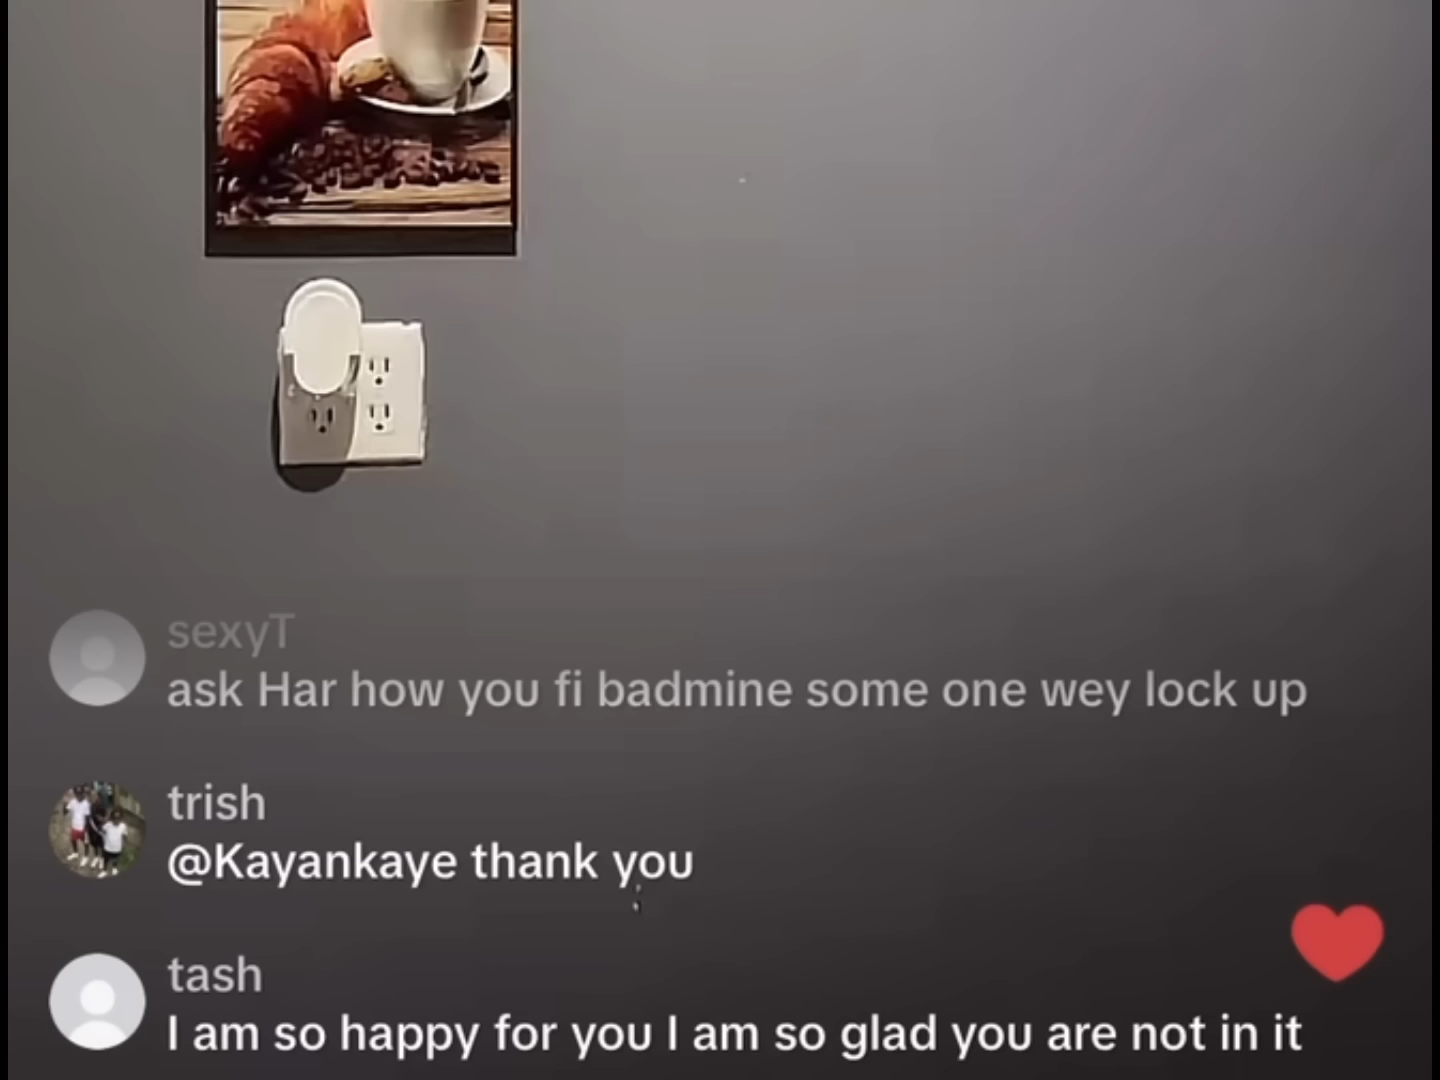 sexyT
ask Har how you fi badmine some one wey lock up
trish
@Kayankaye thank you
tash
I am so happy for you I am so glad you are not in it